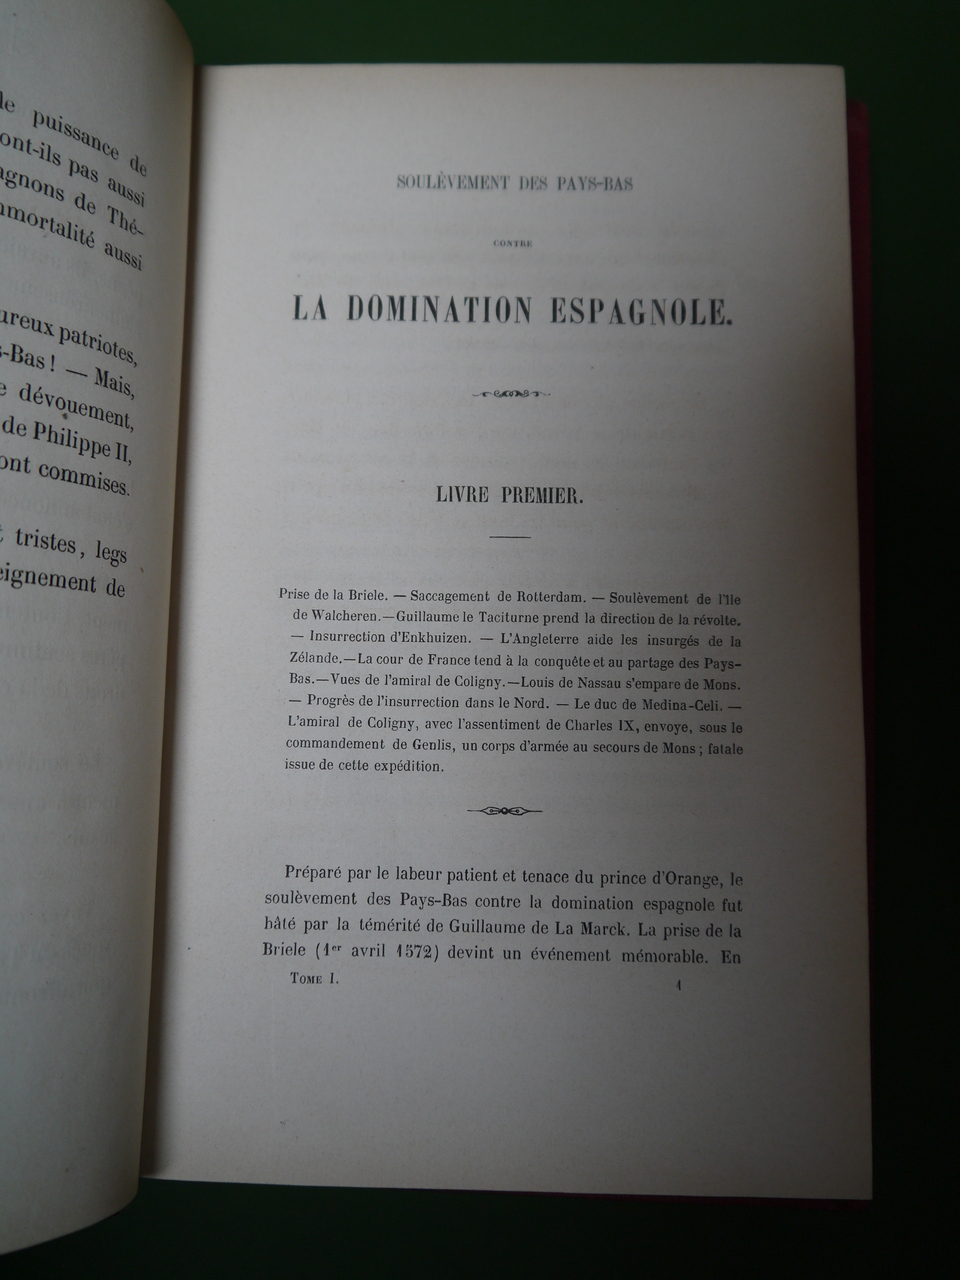 le puissance de
ont-ils pas aussi
gnons de Thé-
mortalité aussi
ureux patriotes,
s-Bas! — Mais,
e dévouement,
de Philippe II,
ont commises.
t tristes, legs
eignement de
SOULÈVEMENT DES PAYS-BAS
CONTRE
LA DOMINATION ESPAGNOLE.
LIVRE PREMIER.
Prise de la Briele. — Saccagement de Rotterdam. — Soulèvement de l'île
de Walcheren.—Guillaume le Taciturne prend la direction de la révolte.
— Insurrection d'Enkhuizen. — L'Angleterre aide les insurgés de la
Zélande.—La cour de France tend à la conquête et au partage des Pays-
Bas.—Vues de l'amiral de Coligny.—Louis de Nassau s'empare de Mons.
— Progrès de l'insurrection dans le Nord. — Le duc de Medina-Celi. —
L'amiral de Coligny, avec l'assentiment de Charles IX, envoye, sous le
commandement de Genlis, un corps d'armée au secours de Mons; fatale
issue de cette expédition.
Préparé par le labeur patient et tenace du prince d'Orange, le
soulèvement des Pays-Bas contre la domination espagnole fut
hâté par la témérité de Guillaume de La Marck. La prise de la
Briele (1er avril 1572) devint un événement mémorable. En
TOME I.
1